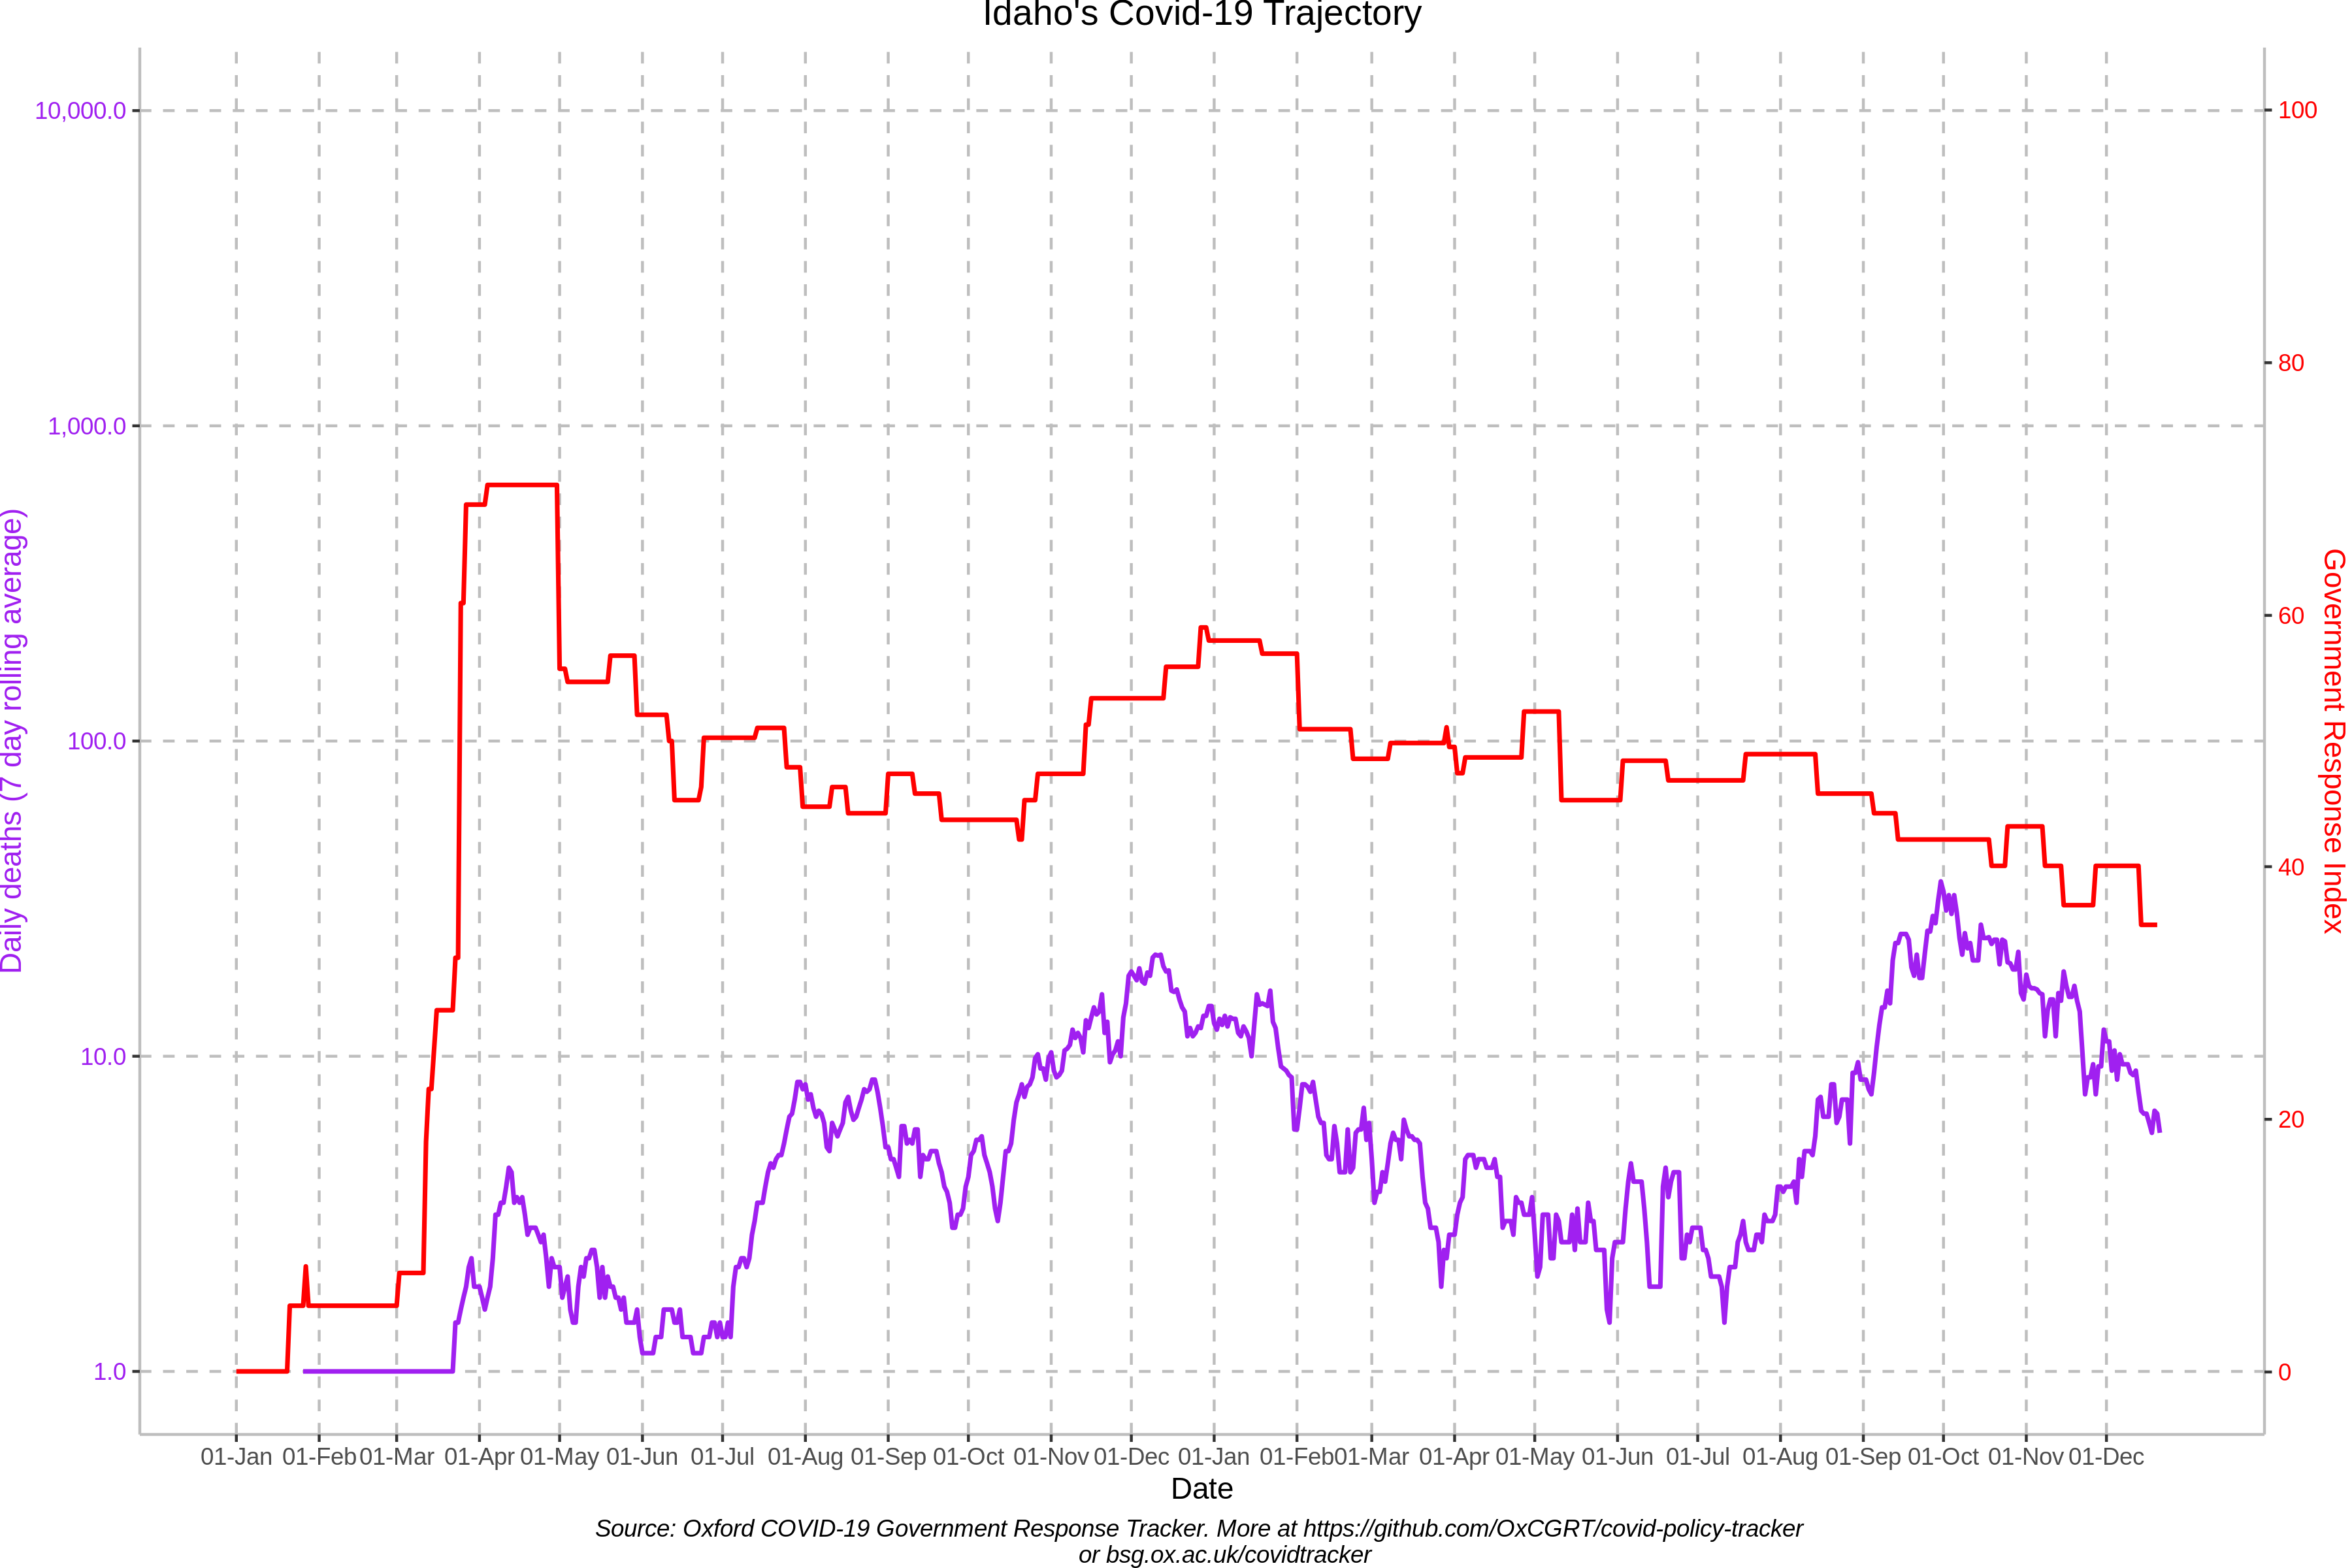 Idaho's Covid-19 Trajectory
10,000.0
1,000.0
100.0
10.0
1.0
Daily deaths (7 day rolling average)
100
80
60
40
20
0
Government Response Index
01-Jan 01-Feb 01-Mar 01-Apr 01-May 01-Jun 01-Jul 01-Aug 01-Sep 01-Oct 01-Nov 01-Dec 01-Jan 01-Feb 01-Mar 01-Apr 01-May 01-Jun 01-Jul 01-Aug 01-Sep 01-Oct 01-Nov 01-Dec
Date
Source: Oxford COVID-19 Government Response Tracker. More at https://github.com/OxCGRT/covid-policy-tracker
or bsg.ox.ac.uk/covidtracker